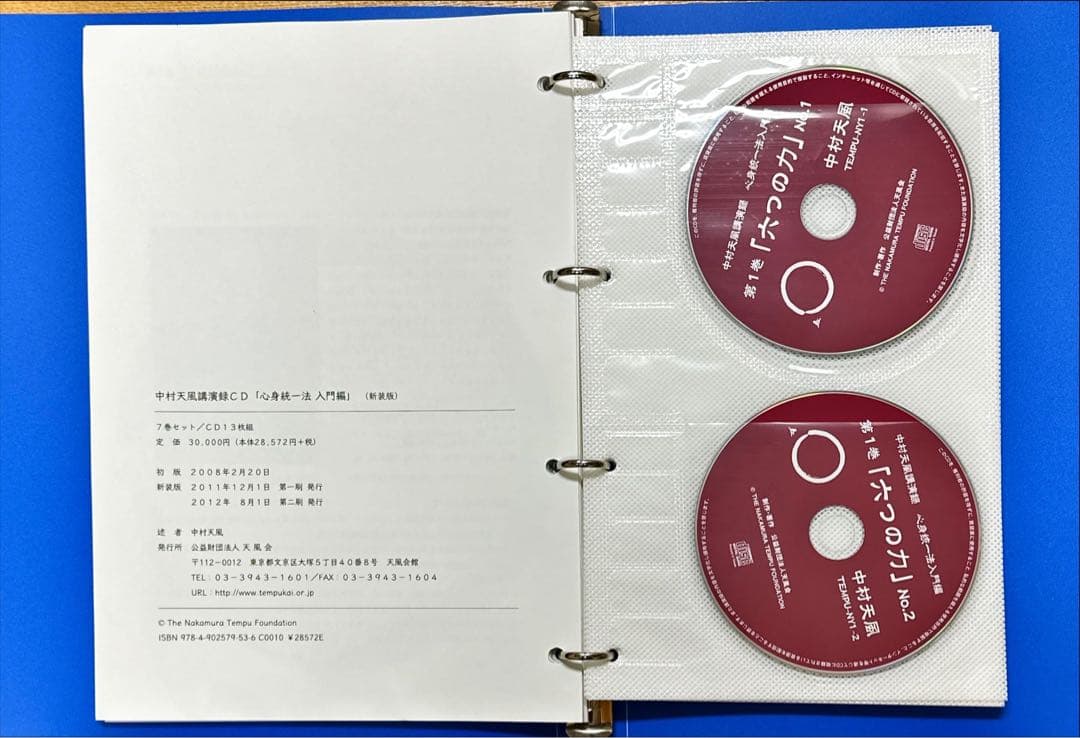 中村天風講演録CD「心身統一法 入門編」（新装版）
7巻セット／CD13枚組
定　価　30,000円（本体28,572円+税）
初　版　2008年2月20日
新装版　2011年12月1日　第一刷 発行
2012年　8月1日　第二刷 発行
述　者　中村天風
発行所　公益財団法人 天 風 会
〒112-0012　東京都文京区大塚5丁目40番8号　天風会館
TEL：03-3943-1601／FAX：03-3943-1604
URL：http://www.tempukai.or.jp
© The Nakamura Tempu Foundation
ISBN 978-4-902579-53-6 C0010 ¥28572E
中村天風講演録　心身統一法入門
第1巻「六つの力」No.1
中村天風
TEMPU-NY1-1
制作・著作　公益財団法人天風会
© THE NAKAMURA TEMPU FOUNDATION
中村天風講演録　心身統一法入門編
第1巻「六つの力」No.2
中村天風
TEMPU-NY1-2
制作・著作　公益財団法人天風会
© THE NAKAMURA TEMPU FOUNDATION